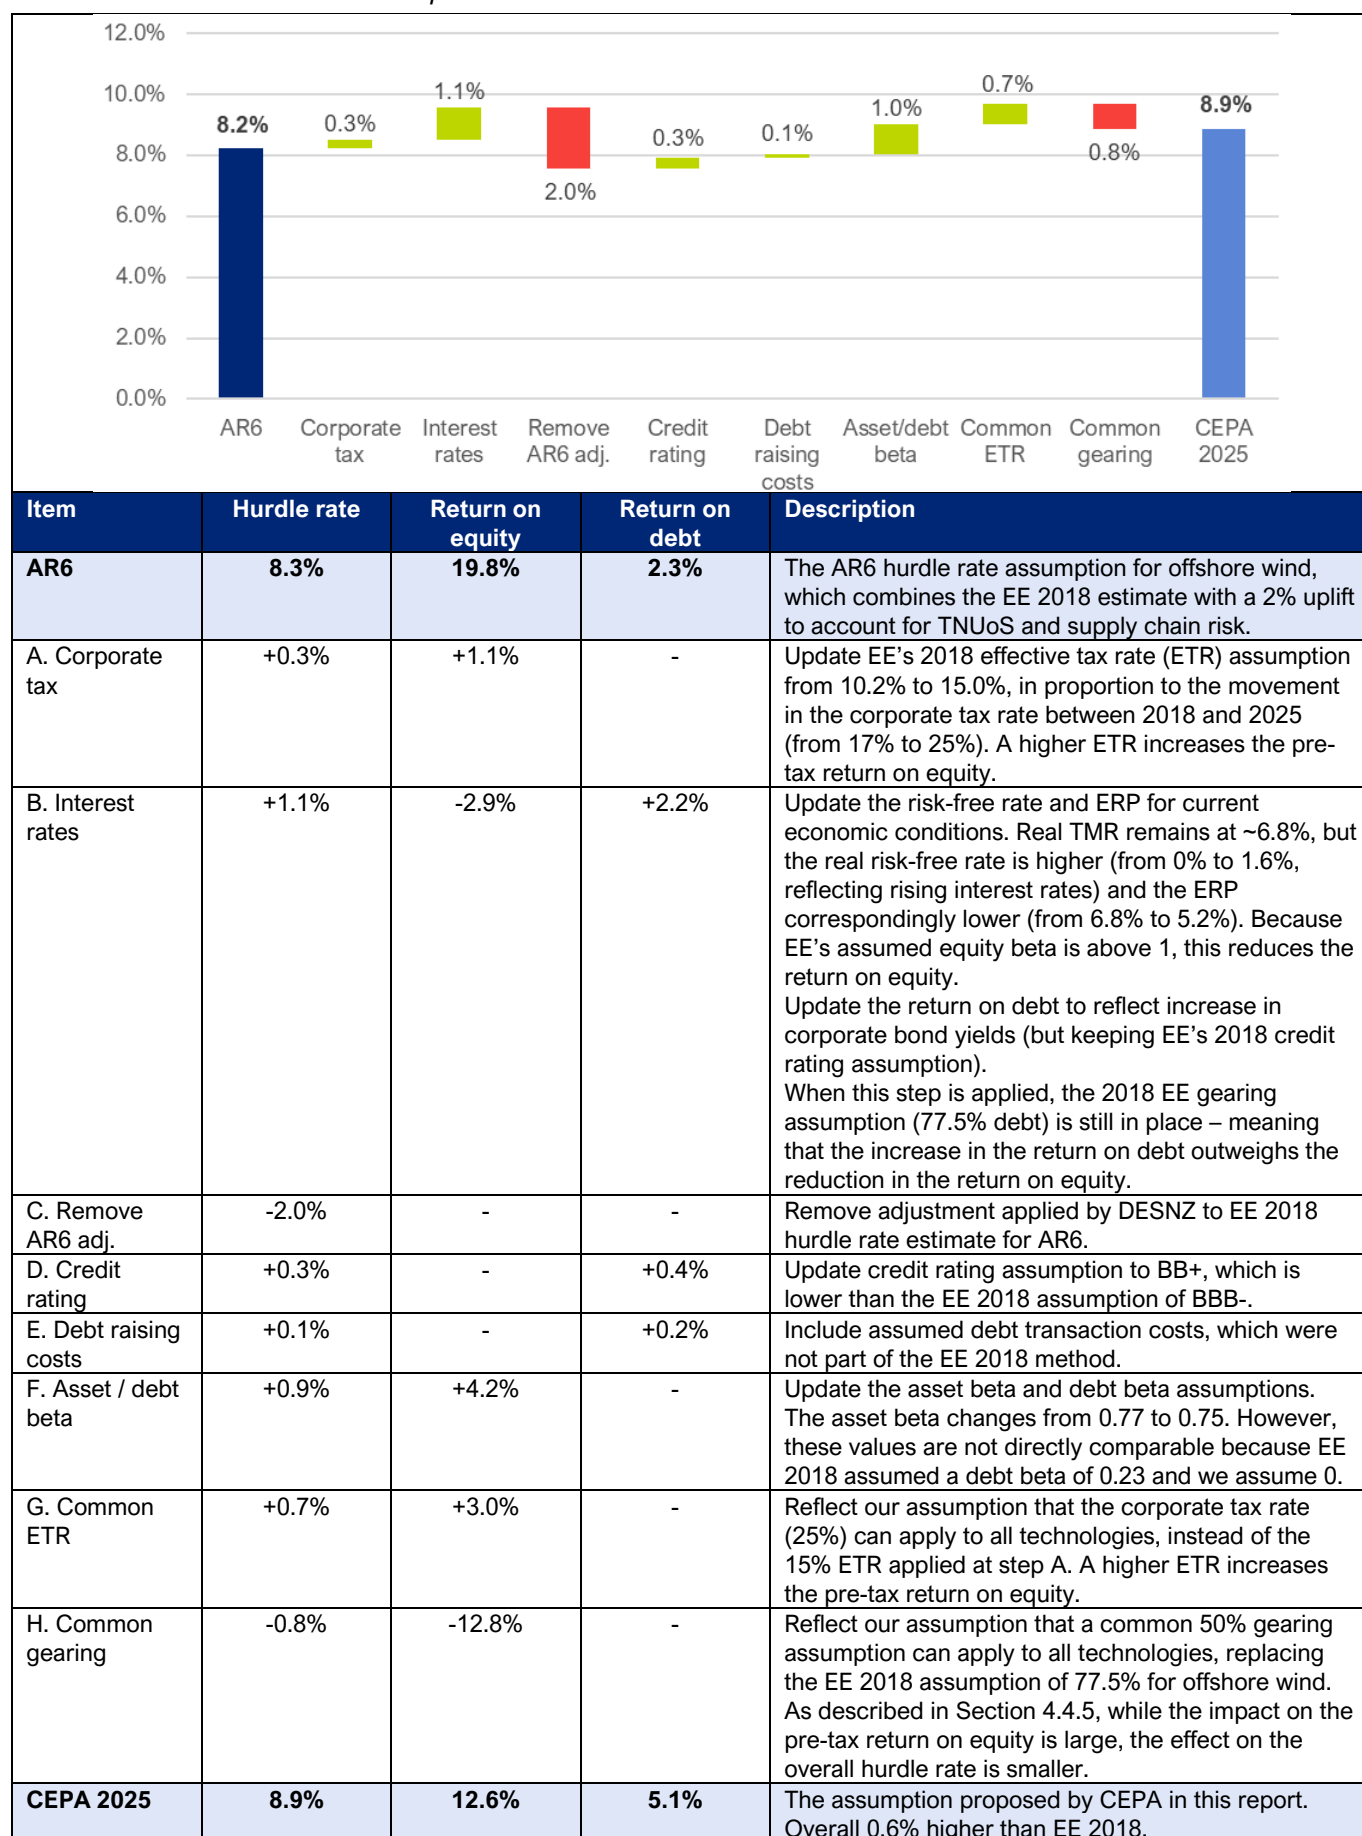 12.0%
10.0%
8.0%
6.0%
4.0%
2.0%
0.0%
8.2%
0.3%
1.1%
2.0%
0.3%
0.1%
1.0%
0.7%
0.8%
8.9%
AR6
Corporate
tax
Interest
rates
Remove
AR6 adj.
Credit
rating
Debt
raising
costs
Asset/debt
beta
Common
ETR
Common
gearing
CEPA
2025
Item Hurdle rate Return on Return on Description
equity debt
AR6 8.3% 19.8% 2.3% The AR6 hurdle rate assumption for offshore wind,
which combines the EE 2018 estimate with a 2% uplift
to account for TNUoS and supply chain risk.
A. Corporate +0.3% +1.1% - Update EE's 2018 effective tax rate (ETR) assumption
tax from 10.2% to 15.0%, in proportion to the movement
in the corporate tax rate between 2018 and 2025
(from 17% to 25%). A higher ETR increases the pre-
tax return on equity.
B. Interest +1.1% -2.9% +2.2% Update the risk-free rate and ERP for current
rates economic conditions. Real TMR remains at ~6.8%, but
the real risk-free rate is higher (from 0% to 1.6%,
reflecting rising interest rates) and the ERP
correspondingly lower (from 6.8% to 5.2%). Because
EE's assumed equity beta is above 1, this reduces the
return on equity.
Update the return on debt to reflect increase in
corporate bond yields (but keeping EE's 2018 credit
rating assumption).
When this step is applied, the 2018 EE gearing
assumption (77.5% debt) is still in place – meaning
that the increase in the return on debt outweighs the
reduction in the return on equity.
C. Remove -2.0% - - Remove adjustment applied by DESNZ to EE 2018
AR6 adj. hurdle rate estimate for AR6.
D. Credit +0.3% - +0.4% Update credit rating assumption to BB+, which is
rating lower than the EE 2018 assumption of BBB-.
E. Debt raising +0.1% - +0.2% Include assumed debt transaction costs, which were
costs not part of the EE 2018 method.
F. Asset / debt +0.9% +4.2% - Update the asset beta and debt beta assumptions.
beta The asset beta changes from 0.77 to 0.75. However,
these values are not directly comparable because EE
2018 assumed a debt beta of 0.23 and we assume 0.
G. Common +0.7% +3.0% - Reflect our assumption that the corporate tax rate
ETR (25%) can apply to all technologies, instead of the
15% ETR applied at step A. A higher ETR increases
the pre-tax return on equity.
H. Common -0.8% -12.8% - Reflect our assumption that a common 50% gearing
gearing assumption can apply to all technologies, replacing
the EE 2018 assumption of 77.5% for offshore wind.
As described in Section 4.4.5, while the impact on the
pre-tax return on equity is large, the effect on the
overall hurdle rate is smaller.
CEPA 2025 8.9% 12.6% 5.1% The assumption proposed by CEPA in this report.
Overall 0.6% higher than EE 2018.